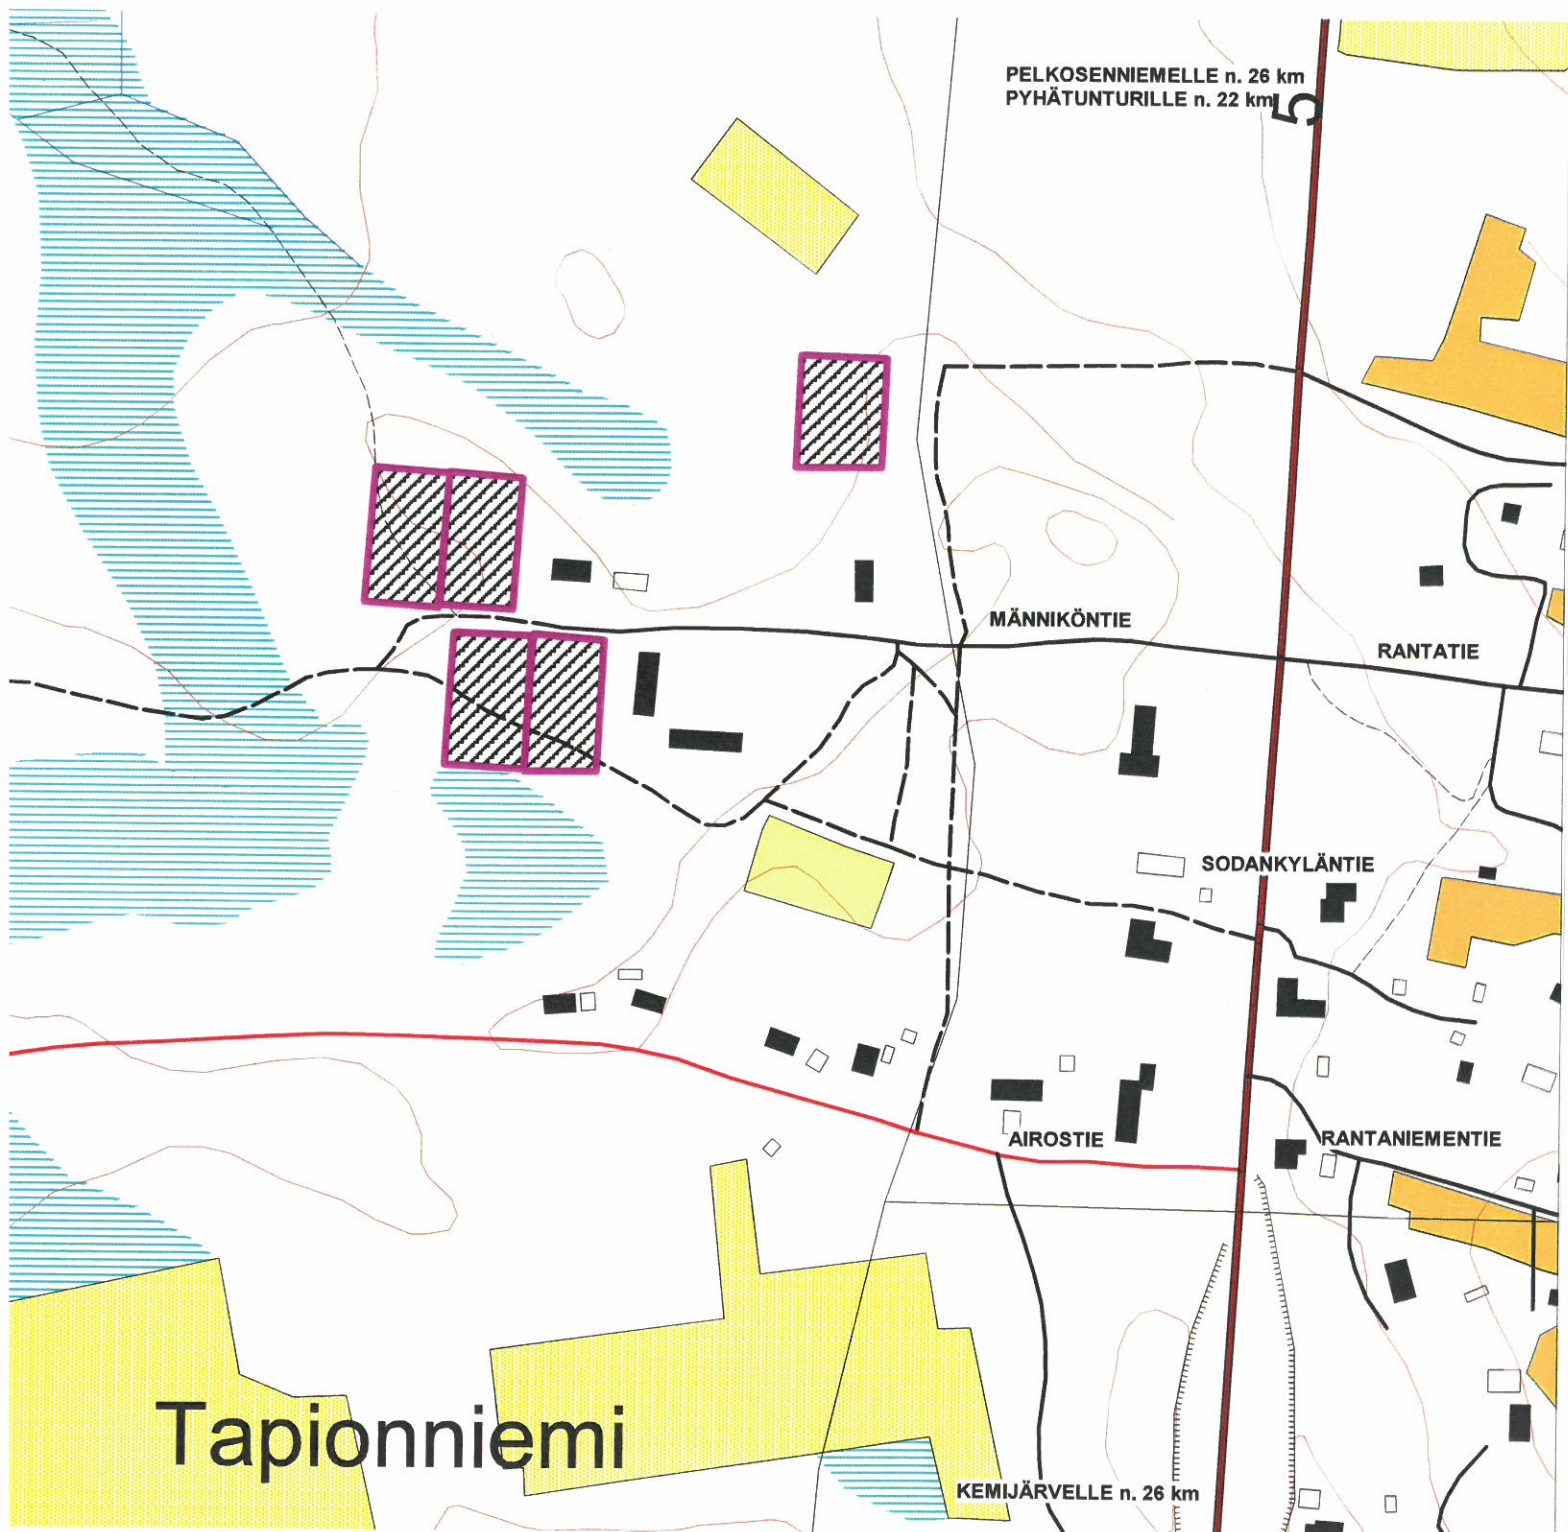 PELKOSENNIEMELLE n. 26 km
PYHÄTUNTURILLE n. 22 km
5
MÄNNIKÖNTIE
RANTATIE
SODANKYLÄNTIE
AIROSTIE
RANTANIEMENTIE
Tapionniemi
KEMIJÄRVELLE n. 26 km